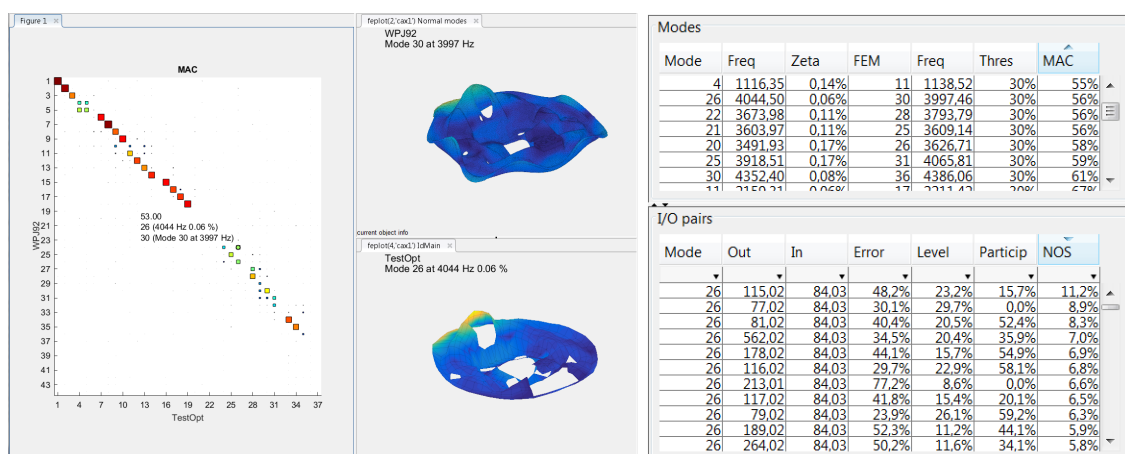 Figure 1 ×
MAC
1
3
5
7
9
11
13
15
17
19
21
23
25
27
29
31
33
35
37
39
41
43
WPJ92
53.00
26 (4044 Hz 0.06 %)
30 (Mode 30 at 3997 Hz)
1 4 7 10 13 16 19 22 25 28 31 34 37
TestOpt
feplot(2,'cax1') Normal modes ×
WPJ92
Mode 30 at 3997 Hz
current object info
feplot(4,'cax1') IdMain ×
TestOpt
Mode 26 at 4044 Hz 0.06 %
Modes
Mode Freq Zeta FEM Freq Thres MAC
4 1116,35 0,14% 11 1138,52 30% 55%
26 4044,50 0,06% 30 3997,46 30% 56%
22 3673,98 0,11% 28 3793,79 30% 56%
21 3603,97 0,11% 25 3609,14 30% 56%
20 3491,93 0,17% 26 3626,71 30% 58%
25 3918,51 0,17% 31 4065,81 30% 59%
30 4352,40 0,08% 36 4386,06 30% 61%
11 2150,31 0,06% 17 2211,42 30% 67%
I/O pairs
Mode Out In Error Level Particip NOS
26 115,02 84,03 48,2% 23,2% 15,7% 11,2%
26 77,02 84,03 30,1% 29,7% 0,0% 8,9%
26 81,02 84,03 40,4% 20,5% 52,4% 8,3%
26 562,02 84,03 34,5% 20,4% 35,9% 7,0%
26 178,02 84,03 44,1% 15,7% 54,9% 6,9%
26 116,02 84,03 29,7% 22,9% 58,1% 6,8%
26 213,01 84,03 77,2% 8,6% 0,0% 6,6%
26 117,02 84,03 41,8% 15,4% 20,1% 6,5%
26 79,02 84,03 23,9% 26,1% 59,2% 6,3%
26 189,02 84,03 52,3% 11,2% 44,1% 5,9%
26 264,02 84,03 50,2% 11,6% 34,1% 5,8%